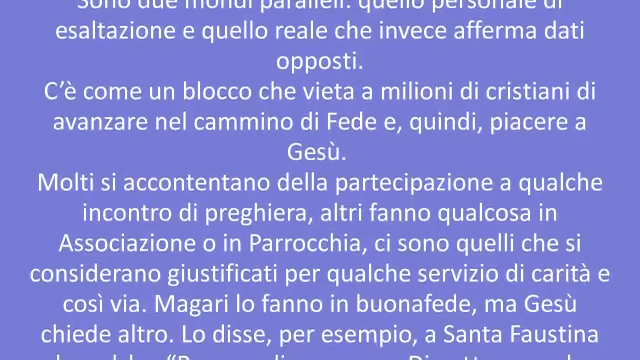 Sono due mondi paralleli: quello personale di
esaltazione e quello reale che invece afferma dati
opposti.
C’è come un blocco che vieta a milioni di cristiani di
avanzare nel cammino di Fede e, quindi, piacere a
Gesù.
Molti si accontentano della partecipazione a qualche
incontro di preghiera, altri fanno qualcosa in
Associazione o in Parrocchia, ci sono quelli che si
considerano giustificati per qualche servizio di carità e
così via. Magari lo fanno in buonafede, ma Gesù
chiede altro. Lo disse, per esempio, a Santa Faustina